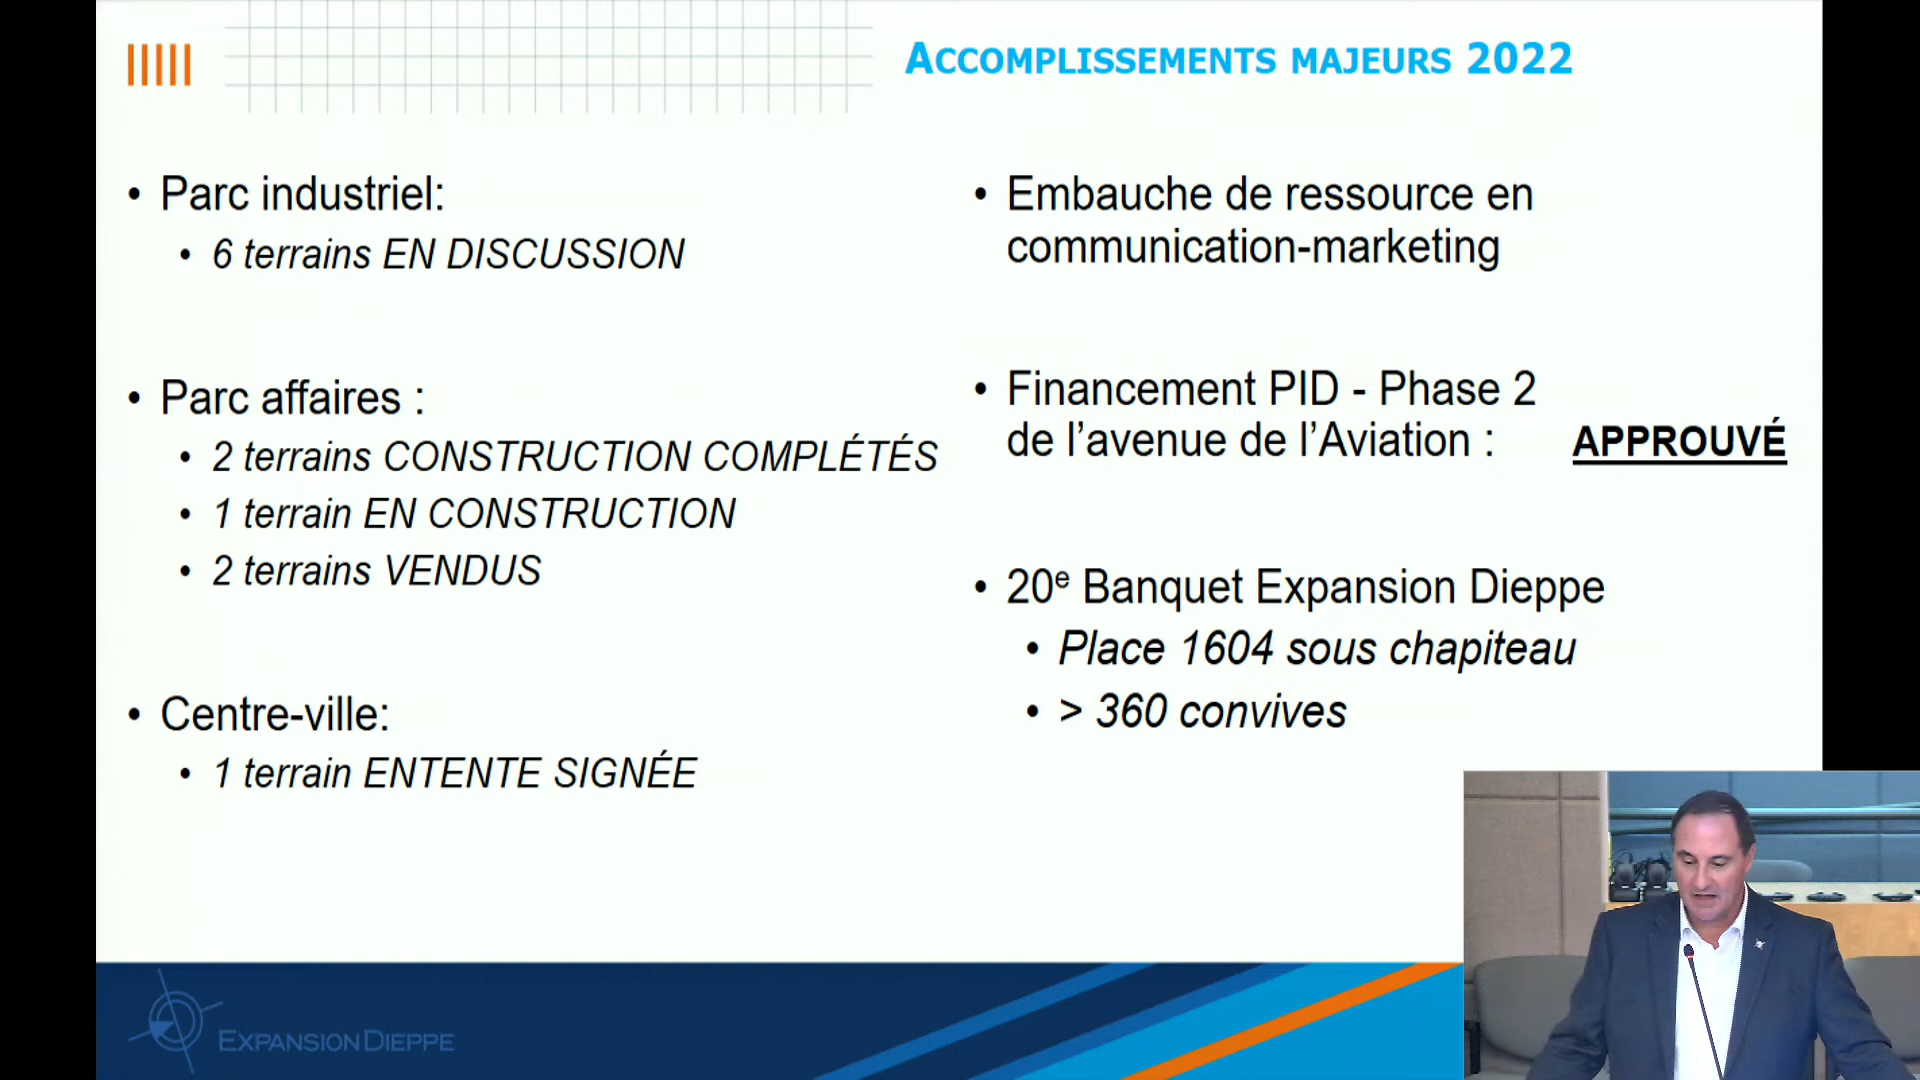 ACCOMPLISSEMENTS MAJEURS 2022
• Parc industriel:
• 6 terrains EN DISCUSSION
• Parc affaires :
• 2 terrains CONSTRUCTION COMPLÉTÉS
• 1 terrain EN CONSTRUCTION
• 2 terrains VENDUS
• Centre-ville:
• 1 terrain ENTENTE SIGNÉE
• Embauche de ressource en
communication-marketing
• Financement PID - Phase 2
de l’avenue de l’Aviation : APPROUVÉ
• 20e Banquet Expansion Dieppe
• Place 1604 sous chapiteau
• > 360 convives
EXPANSION DIEPPE